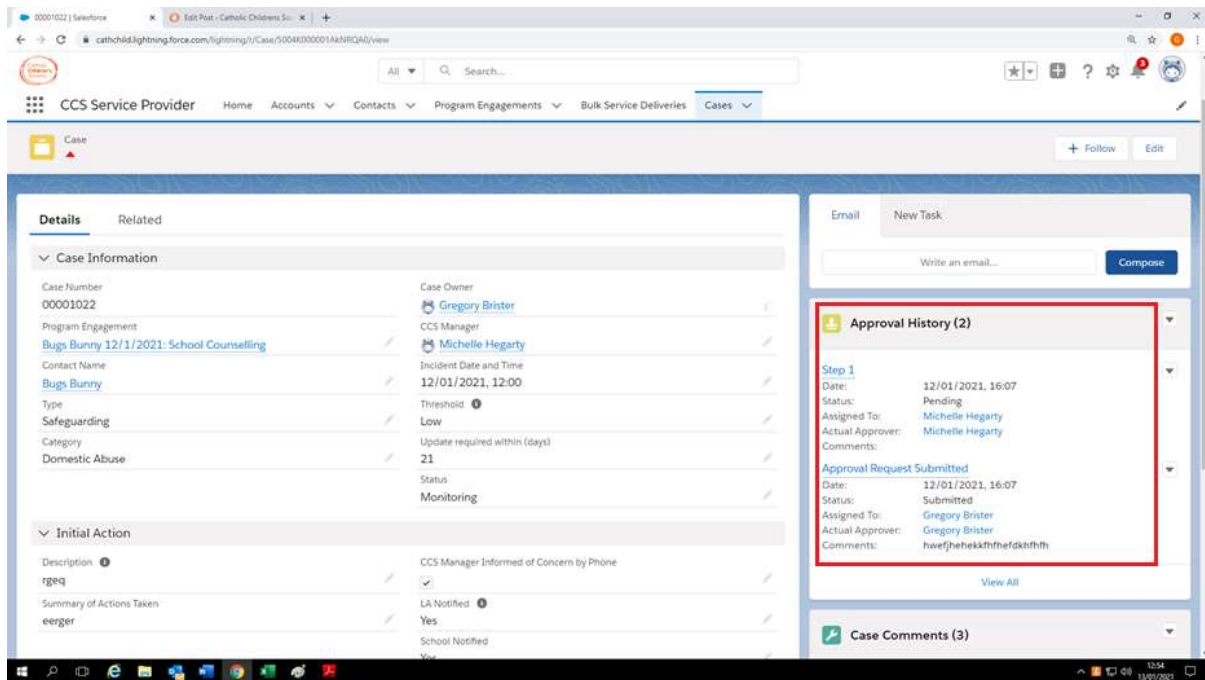 00001022 | Salesforce
Edit Post - Catholic Childrens So
cathchild.lightning.force.com/lightning/r/Case/
All
Search...
3
CCS Service Provider
Home
Accounts
Contacts
Program Engagements
Bulk Service Deliveries
Cases
Case
+ Follow
Edit
Details
Related
Case Information
Case Number
00001022
Case Owner
Gregory Brister
Program Engagement
Bugs Bunny 12/1/2021: School Counselling
CCS Manager
Michelle Hegarty
Contact Name
Bugs Bunny
Incident Date and Time
12/01/2021, 12:00
Type
Safeguarding
Threshold
Low
Category
Domestic Abuse
Update required within (days)
21
Status
Monitoring
Initial Action
Description
rgeq
CCS Manager Informed of Concern by Phone
Summary of Actions Taken
eerger
LA Notified
Yes
School Notified
Yes
Email
New Task
Write an email...
Compose
Approval History (2)
Step 1
Date: 12/01/2021, 16:07
Status: Pending
Assigned To: Michelle Hegarty
Actual Approver: Michelle Hegarty
Comments:
Approval Request Submitted
Date: 12/01/2021, 16:07
Status: Submitted
Assigned To: Gregory Brister
Actual Approver: Gregory Brister
Comments: hwefjhehekkfhfhefdkhfhfh
View All
Case Comments (3)
12:54
13/01/2021